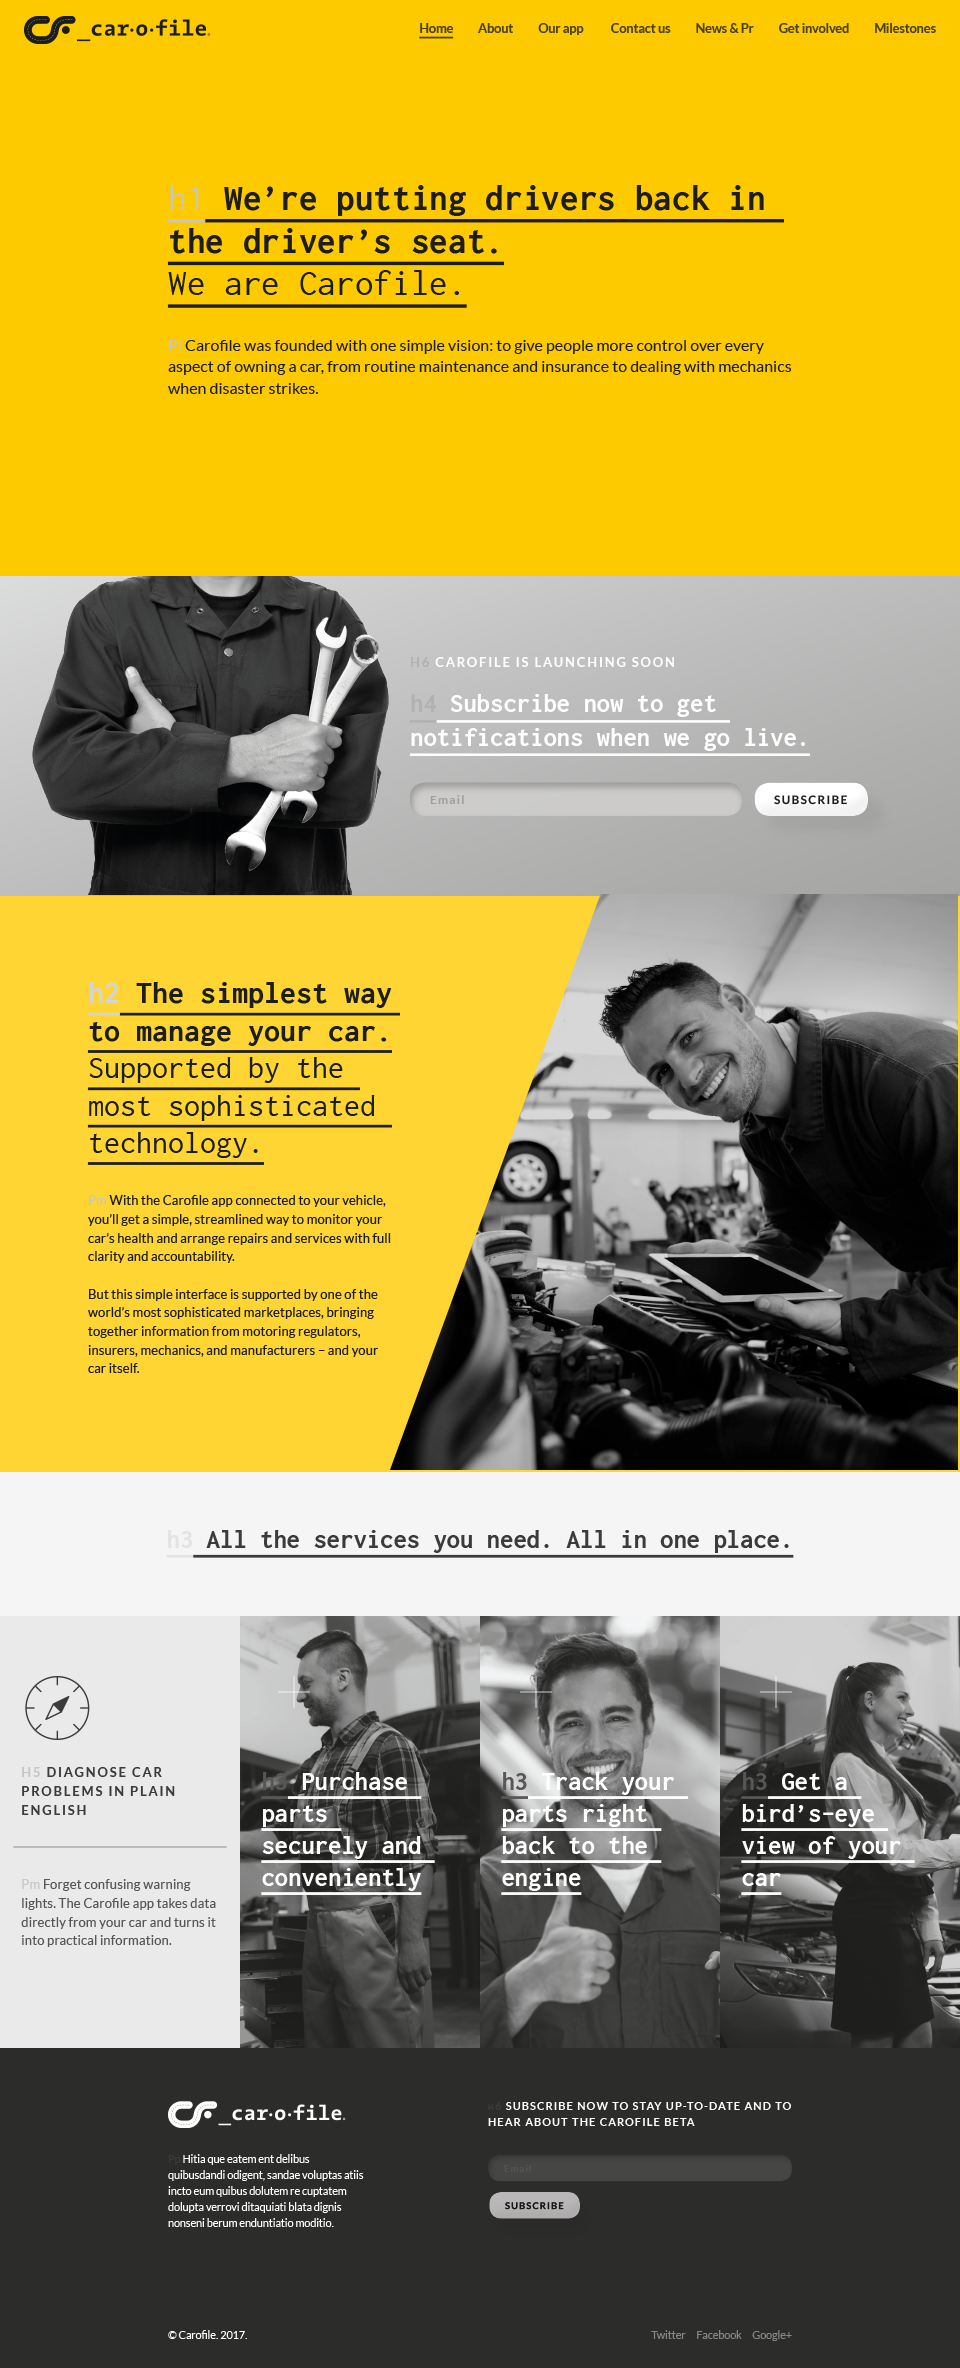 _car·o·file.
Home About Our app Contact us News & Pr Get involved Milestones
h1 We’re putting drivers back in
the driver’s seat.
We are Carofile.
Pl Carofile was founded with one simple vision: to give people more control over every
aspect of owning a car, from routine maintenance and insurance to dealing with mechanics
when disaster strikes.
H6 CAROFILE IS LAUNCHING SOON
h4 Subscribe now to get
notifications when we go live.
Email
SUBSCRIBE
h2 The simplest way
to manage your car.
Supported by the
most sophisticated
technology.
Pm With the Carofile app connected to your vehicle,
you’ll get a simple, streamlined way to monitor your
car’s health and arrange repairs and services with full
clarity and accountability.
But this simple interface is supported by one of the
world’s most sophisticated marketplaces, bringing
together information from motoring regulators,
insurers, mechanics, and manufacturers – and your
car itself.
h3 All the services you need. All in one place.
H5 DIAGNOSE CAR
PROBLEMS IN PLAIN
ENGLISH
Pm Forget confusing warning
lights. The Carofile app takes data
directly from your car and turns it
into practical information.
h3 Purchase
parts
securely and
conveniently
h3 Track your
parts right
back to the
engine
h3 Get a
bird’s-eye
view of your
car
_car·o·file.
Pp Hitia que eatem ent delibus
quibusdandi odigent, sandae voluptas atiis
incto eum quibus dolutem re cuptatem
dolupta verrovi ditaquiati blata dignis
nonseni berum enduntiatio moditio.
H6 SUBSCRIBE NOW TO STAY UP-TO-DATE AND TO
HEAR ABOUT THE CAROFILE BETA
Email
SUBSCRIBE
© Carofile. 2017.
Twitter Facebook Google+